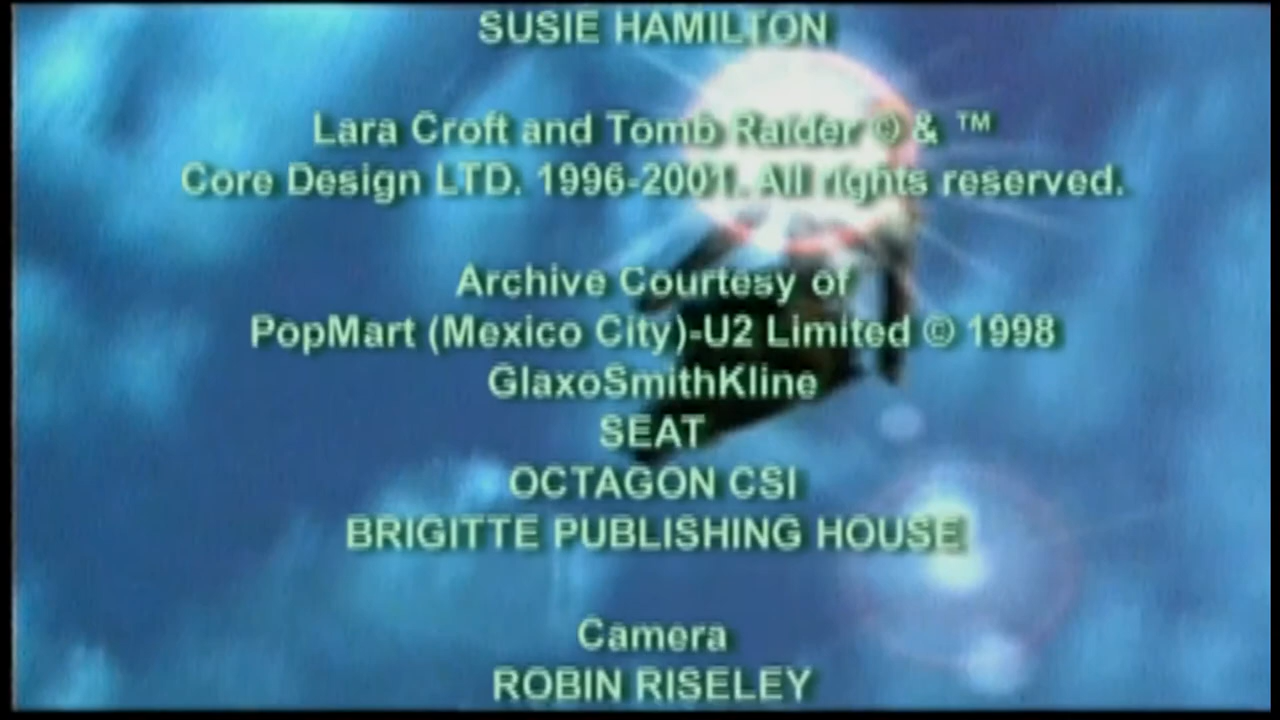 SUSIE HAMILTON
Lara Croft and Tomb Raider © & ™
Core Design LTD. 1996-2001. All rights reserved.
Archive Courtesy of
PopMart (Mexico City)-U2 Limited © 1998
GlaxoSmithKline
SEAT
OCTAGON CSI
BRIGITTE PUBLISHING HOUSE
Camera
ROBIN RISELEY